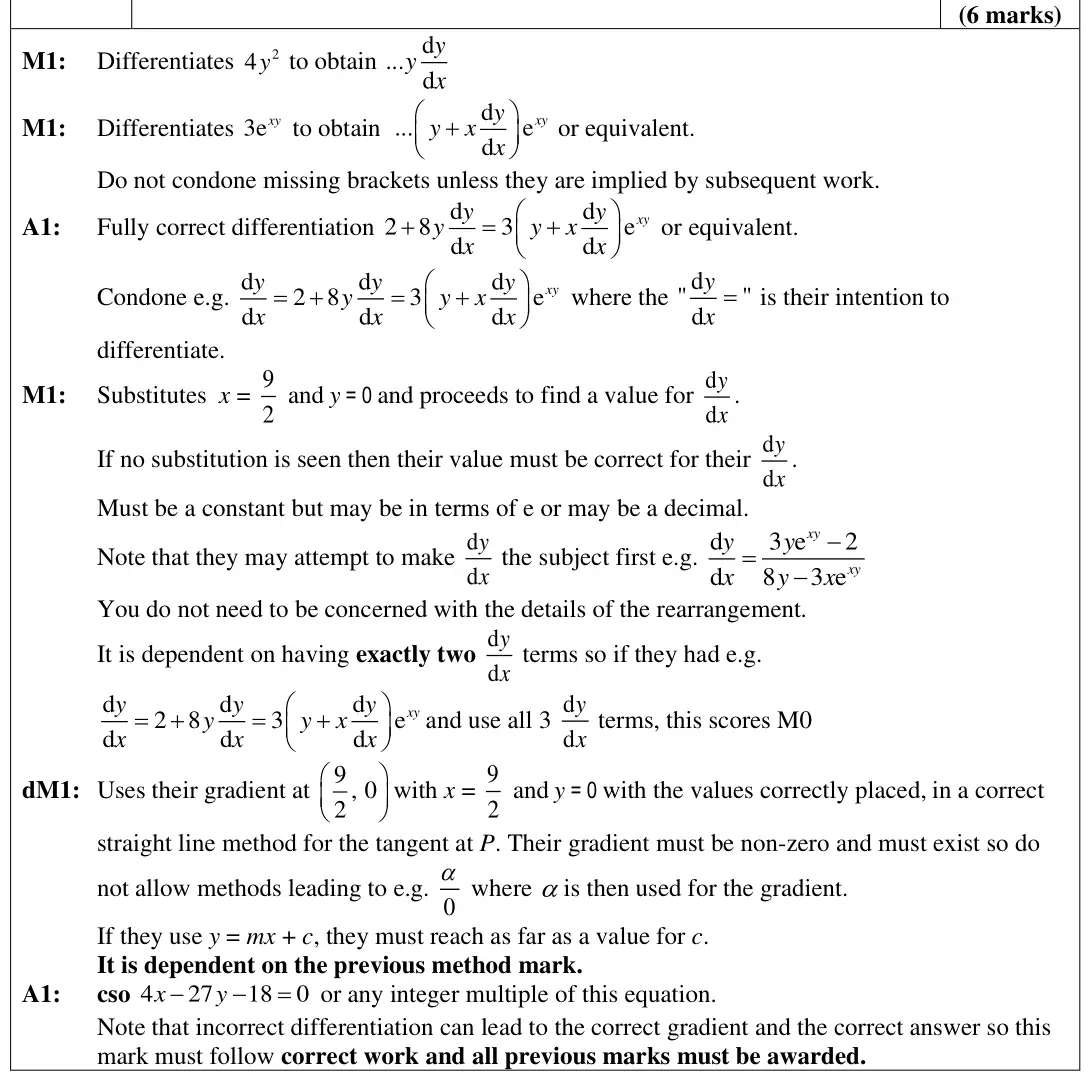 (6 marks)
M1: Differentiates 4y² to obtain ...y dy/dx
M1: Differentiates 3e^{xy} to obtain ...(y + x dy/dx)e^{xy} or equivalent.
Do not condone missing brackets unless they are implied by subsequent work.
A1: Fully correct differentiation 2 + 8y dy/dx = 3(y + x dy/dx)e^{xy} or equivalent.
Condone e.g. dy/dx = 2 + 8y dy/dx = 3(y + x dy/dx)e^{xy} where the "dy/dx =" is their intention to
differentiate.
M1: Substitutes x = 9/2 and y = 0 and proceeds to find a value for dy/dx.
If no substitution is seen then their value must be correct for their dy/dx.
Must be a constant but may be in terms of e or may be a decimal.
Note that they may attempt to make dy/dx the subject first e.g. dy/dx = (3ye^{xy} − 2)/(8y − 3xe^{xy})
You do not need to be concerned with the details of the rearrangement.
It is dependent on having exactly two dy/dx terms so if they had e.g.
dy/dx = 2 + 8y dy/dx = 3(y + x dy/dx)e^{xy} and use all 3 dy/dx terms, this scores M0
dM1: Uses their gradient at (9/2, 0) with x = 9/2 and y = 0 with the values correctly placed, in a correct
straight line method for the tangent at P. Their gradient must be non-zero and must exist so do
not allow methods leading to e.g. α/0 where α is then used for the gradient.
If they use y = mx + c, they must reach as far as a value for c.
It is dependent on the previous method mark.
A1: cso 4x − 27y − 18 = 0 or any integer multiple of this equation.
Note that incorrect differentiation can lead to the correct gradient and the correct answer so this
mark must follow correct work and all previous marks must be awarded.